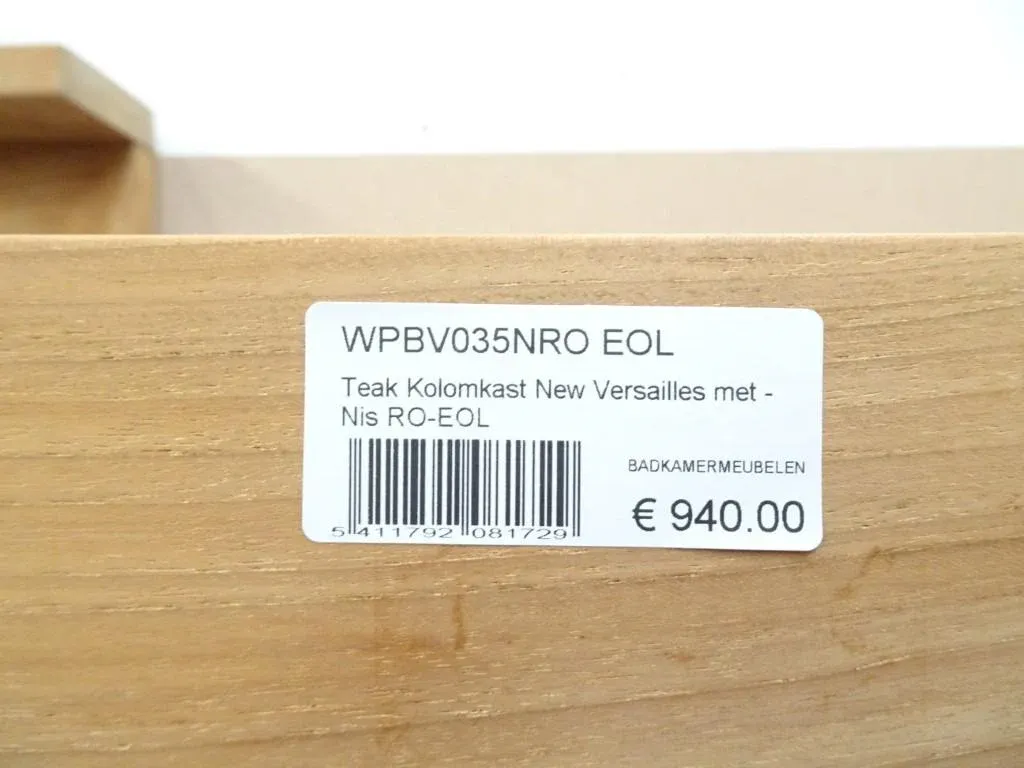 WPBV035NRO EOL
Teak Kolomkast New Versailles met -
Nis RO-EOL
BADKAMERMEUBELEN
€ 940.00
5 411792 081729